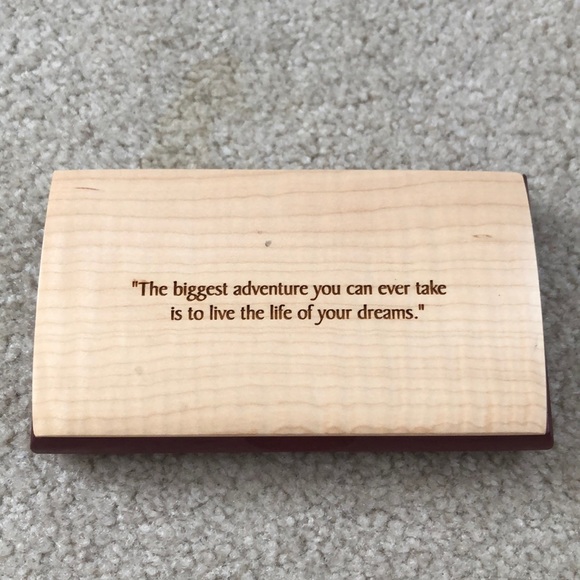 "The biggest adventure you can ever take
is to live the life of your dreams."